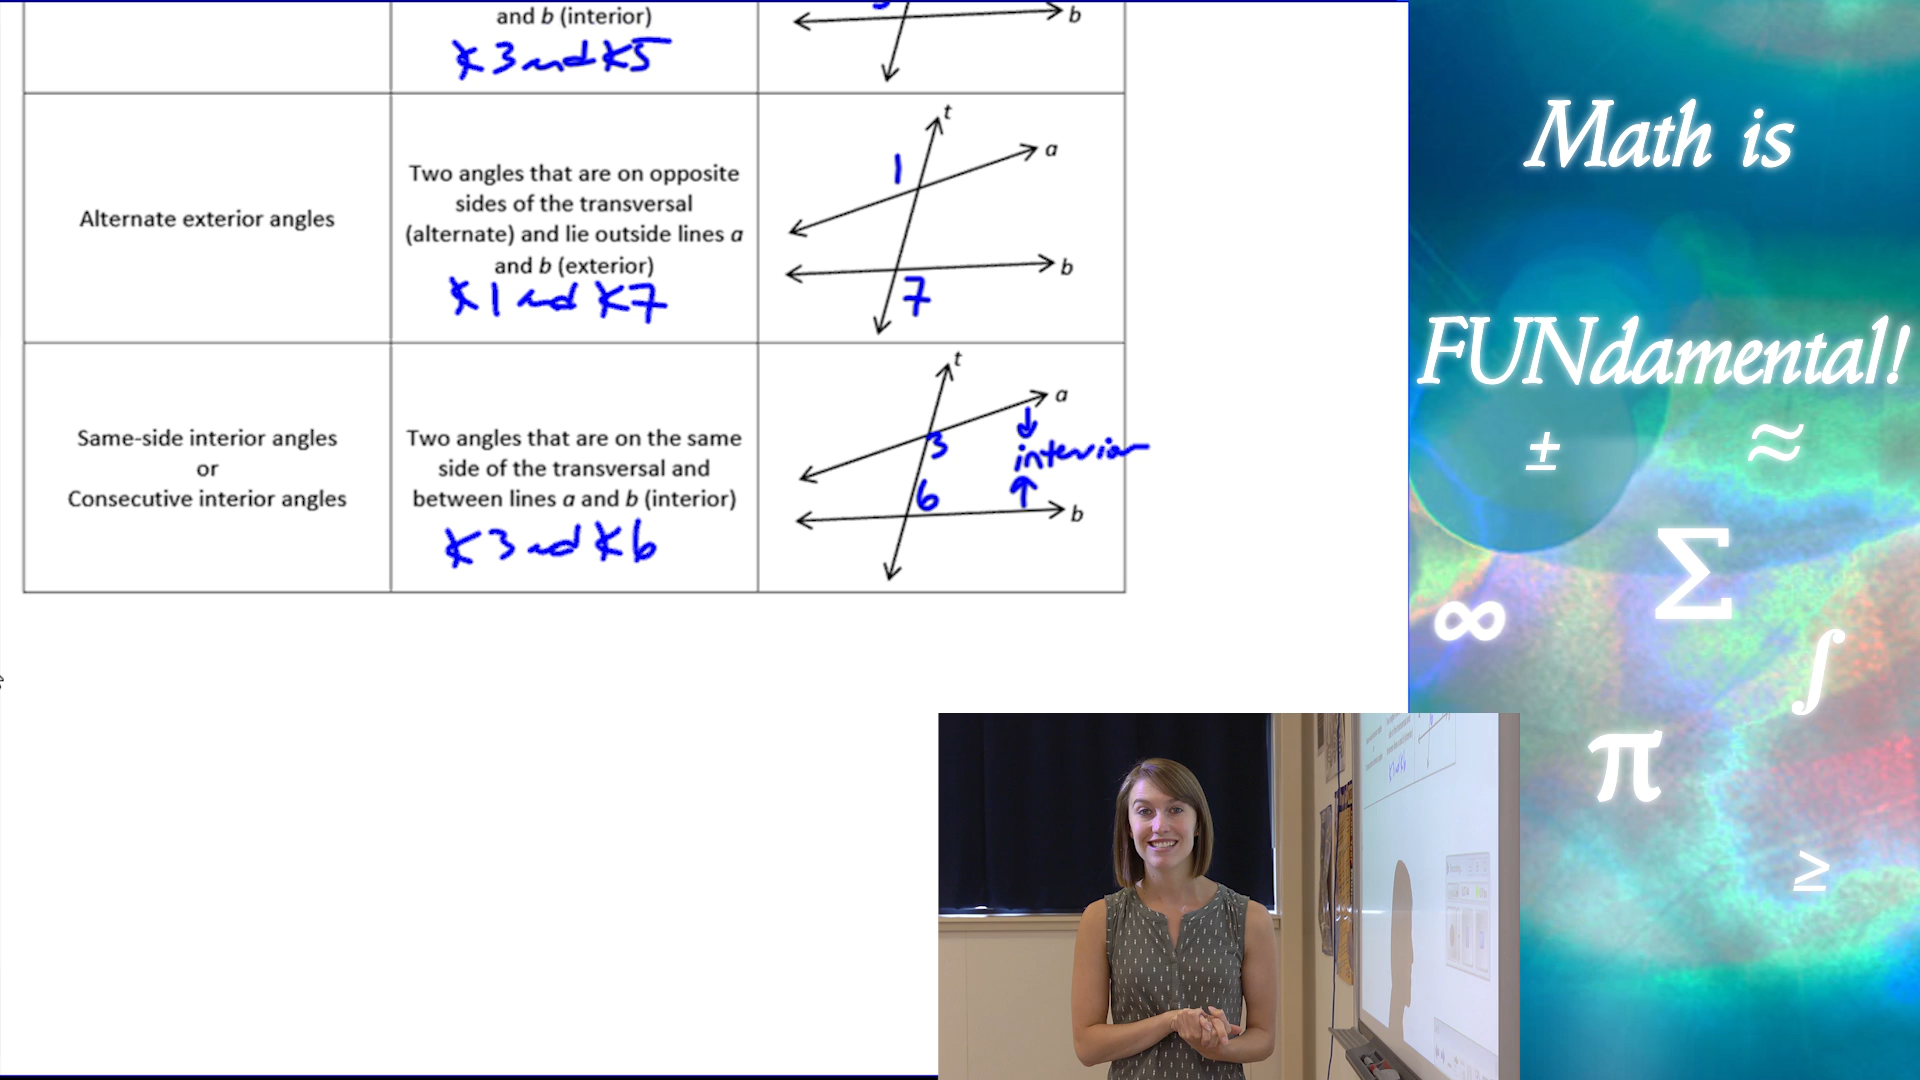 and b (interior)
∡3 and ∡5
b
Alternate exterior angles
Two angles that are on opposite
sides of the transversal
(alternate) and lie outside lines a
and b (exterior)
∡1 and ∡7
t
1
a
b
7
Same-side interior angles
or
Consecutive interior angles
Two angles that are on the same
side of the transversal and
between lines a and b (interior)
∡3 and ∡6
t
a
3
interior
6
b
Math is
FUNdamental!
± ≈
Σ
∞
∫
π
≥